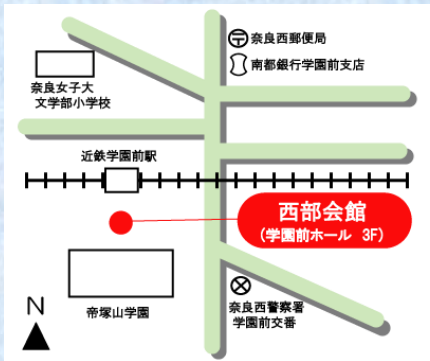 奈良西郵便局
南都銀行学園前支店
奈良女子大
文学部小学校
近鉄学園前駅
西部会館
(学園前ホール 3F)
帝塚山学園
奈良西警察署
学園前交番
N